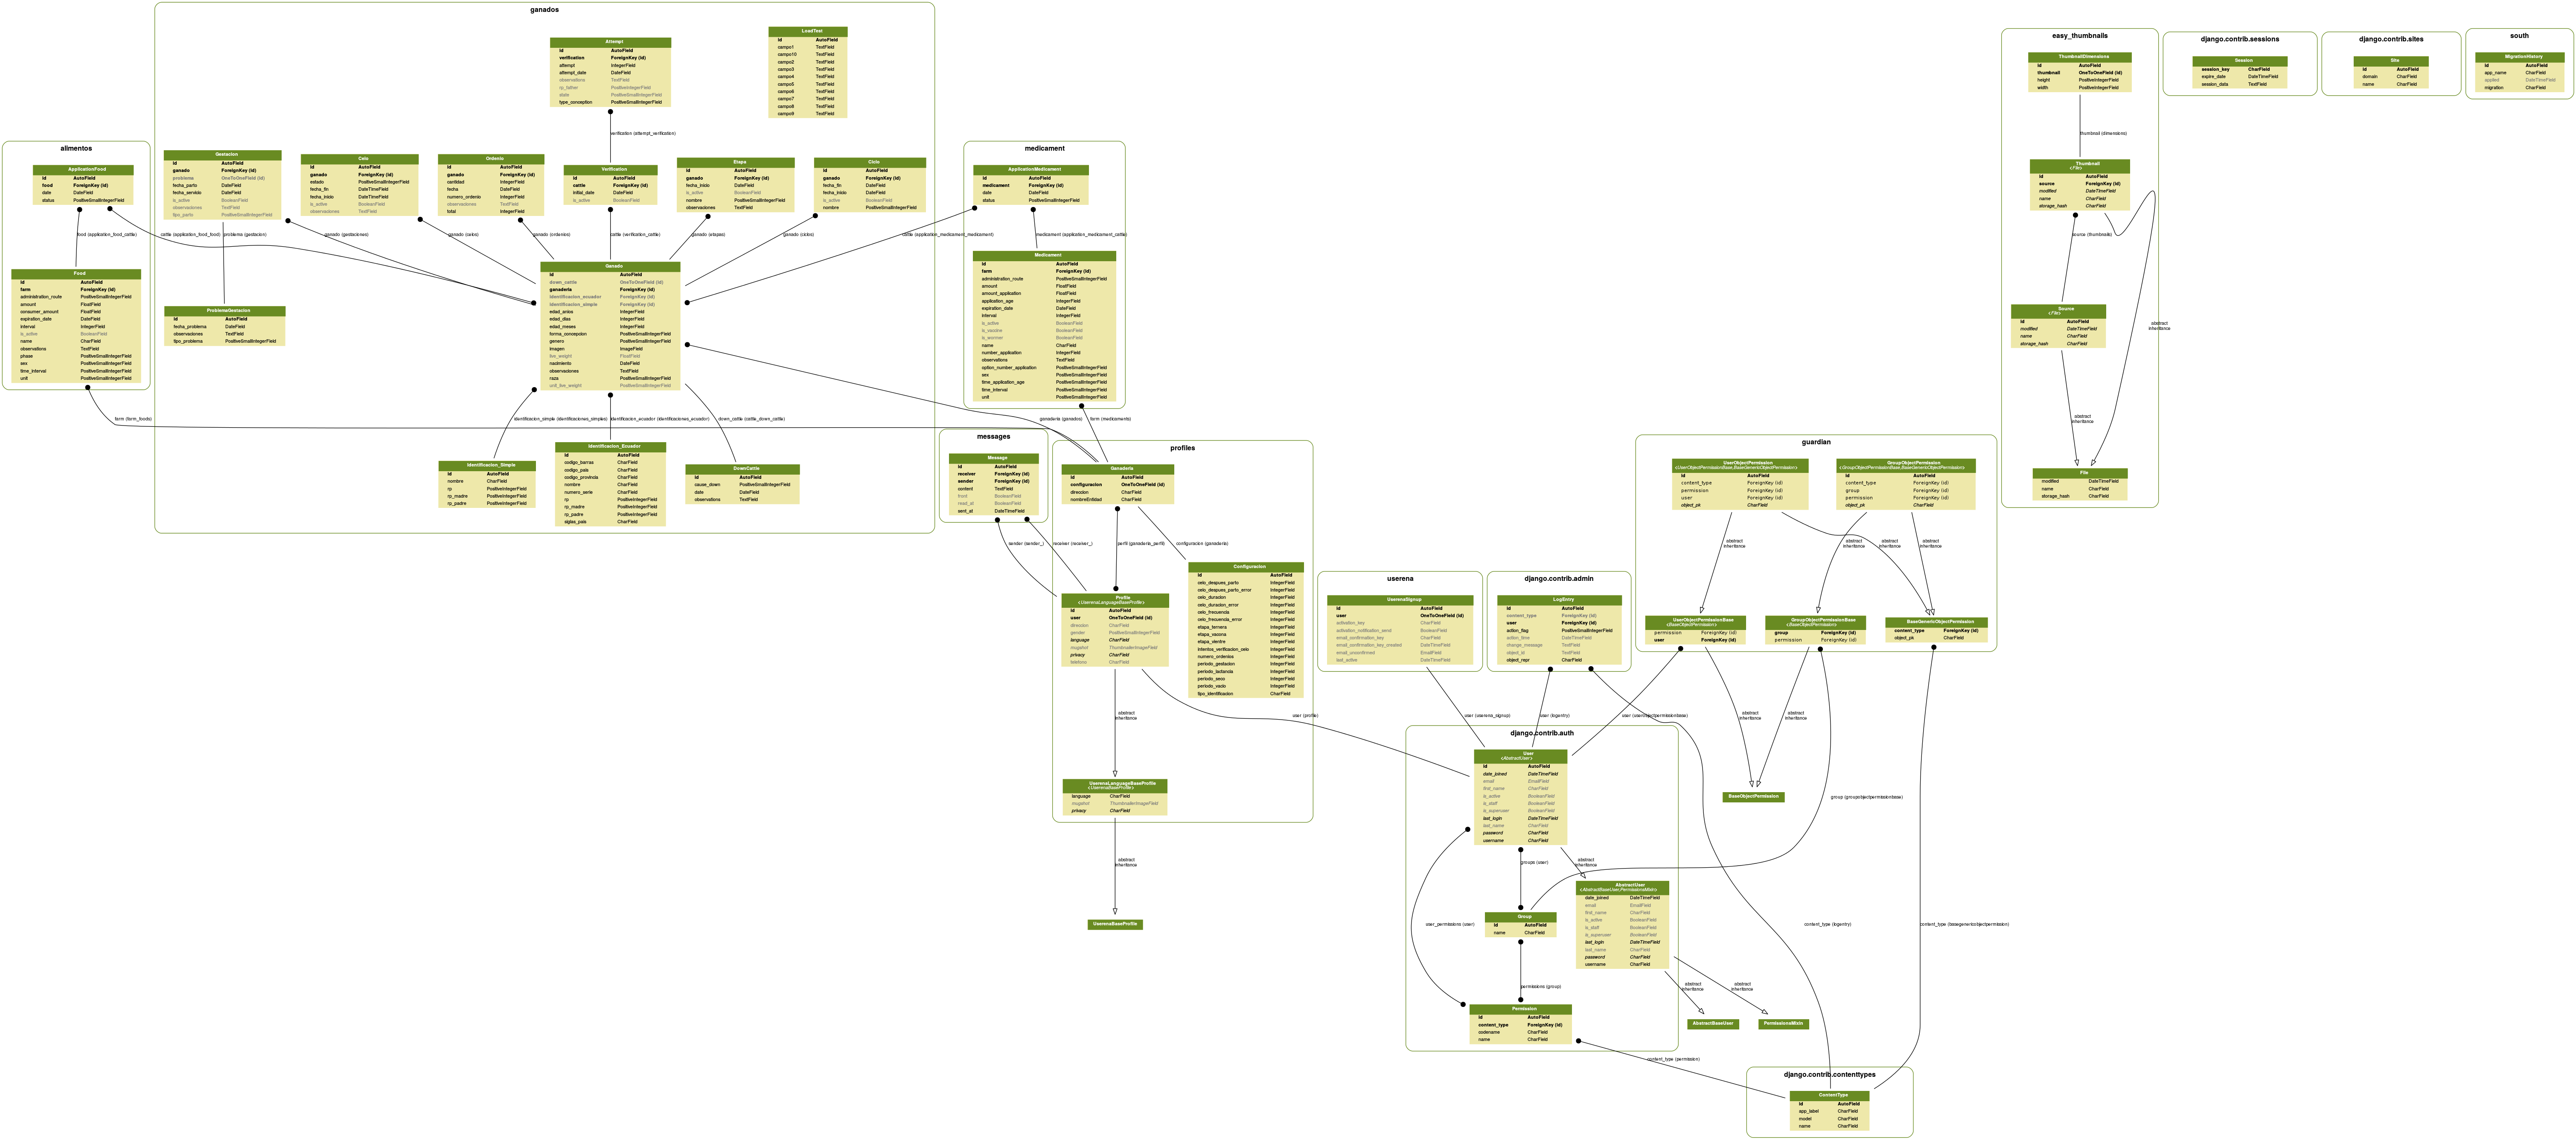 ganados
Attempt
id AutoField
verification ForeignKey (id)
attempt IntegerField
attempt_date DateField
observations TextField
rp_father PositiveIntegerField
state PositiveSmallIntegerField
type_conception PositiveSmallIntegerField
LoadTest
id AutoField
campo1 TextField
campo10 TextField
campo2 TextField
campo3 TextField
campo4 TextField
campo5 TextField
campo6 TextField
campo7 TextField
campo8 TextField
campo9 TextField
verification (attempt_verification)
alimentos
ApplicationFood
id AutoField
food ForeignKey (id)
date DateField
status PositiveSmallIntegerField
Gestacion
id AutoField
ganado ForeignKey (id)
problema OneToOneField (id)
fecha_parto DateField
fecha_servicio DateField
is_active BooleanField
observaciones TextField
tipo_parto PositiveSmallIntegerField
Celo
id AutoField
ganado ForeignKey (id)
estado PositiveSmallIntegerField
fecha_fin DateTimeField
fecha_inicio DateTimeField
is_active BooleanField
observaciones TextField
Ordenio
id AutoField
ganado ForeignKey (id)
cantidad IntegerField
fecha DateField
numero_ordenio IntegerField
observaciones TextField
total IntegerField
Verification
id AutoField
cattle ForeignKey (id)
initial_date DateField
is_active BooleanField
Etapa
id AutoField
ganado ForeignKey (id)
fecha_inicio DateField
is_active BooleanField
nombre PositiveSmallIntegerField
observaciones TextField
Ciclo
id AutoField
ganado ForeignKey (id)
fecha_fin DateField
fecha_inicio DateField
is_active BooleanField
nombre PositiveSmallIntegerField
medicament
ApplicationMedicament
id AutoField
medicament ForeignKey (id)
date DateField
status PositiveSmallIntegerField
food (application_food_cattle)
cattle (application_food_food)
problema (gestacion)
ganado (gestaciones)
ganado (celos)
ganado (ordenios)
cattle (verification_cattle)
ganado (etapas)
ganado (ciclos)
cattle (application_medicament_medicament)
medicament (application_medicament_cattle)
Food
id AutoField
farm ForeignKey (id)
administration_route PositiveSmallIntegerField
amount FloatField
consumer_amount FloatField
expiration_date DateField
interval IntegerField
is_active BooleanField
name CharField
observations TextField
phase PositiveSmallIntegerField
sex PositiveSmallIntegerField
time_interval PositiveSmallIntegerField
unit PositiveSmallIntegerField
ProblemaGestacion
id AutoField
fecha_problema DateField
observaciones TextField
tipo_problema PositiveSmallIntegerField
Ganado
id AutoField
down_cattle OneToOneField (id)
ganaderia ForeignKey (id)
identificacion_ecuador ForeignKey (id)
identificacion_simple ForeignKey (id)
edad_anios IntegerField
edad_dias IntegerField
edad_meses IntegerField
forma_concepcion PositiveSmallIntegerField
genero PositiveSmallIntegerField
imagen ImageField
live_weight FloatField
nacimiento DateField
observaciones TextField
raza PositiveSmallIntegerField
unit_live_weight PositiveSmallIntegerField
Medicament
id AutoField
farm ForeignKey (id)
administration_route PositiveSmallIntegerField
amount FloatField
amount_application FloatField
application_age IntegerField
expiration_date DateField
interval IntegerField
is_active BooleanField
is_vaccine BooleanField
is_wormer BooleanField
name CharField
number_application IntegerField
observations TextField
option_number_application PositiveSmallIntegerField
sex PositiveSmallIntegerField
time_application_age PositiveSmallIntegerField
time_interval PositiveSmallIntegerField
unit PositiveSmallIntegerField
farm (farm_foods)
identificacion_simple (identificaciones_simples)
identificacion_ecuador (identificaciones_ecuador)
down_cattle (cattle_down_cattle)
ganaderia (ganados)
farm (medicaments)
Identificacion_Simple
id AutoField
nombre CharField
rp PositiveIntegerField
rp_madre PositiveIntegerField
rp_padre PositiveIntegerField
Identificacion_Ecuador
id AutoField
codigo_barras CharField
codigo_pais CharField
codigo_provincia CharField
nombre CharField
numero_serie CharField
rp PositiveIntegerField
rp_madre PositiveIntegerField
rp_padre PositiveIntegerField
siglas_pais CharField
DownCattle
id AutoField
cause_down PositiveSmallIntegerField
date DateField
observations TextField
messages
Message
id AutoField
receiver ForeignKey (id)
sender ForeignKey (id)
content TextField
front BooleanField
read_at BooleanField
sent_at DateTimeField
sender (sender_)
receiver (receiver_)
profiles
Ganaderia
id AutoField
configuracion OneToOneField (id)
direccion CharField
nombreEntidad CharField
perfil (ganaderia_perfil)
configuracion (ganaderia)
Configuracion
id AutoField
celo_despues_parto IntegerField
celo_despues_parto_error IntegerField
celo_duracion IntegerField
celo_duracion_error IntegerField
celo_frecuencia IntegerField
celo_frecuencia_error IntegerField
etapa_ternera IntegerField
etapa_vacona IntegerField
etapa_vientre IntegerField
intentos_verificacion_celo IntegerField
numero_ordenios IntegerField
periodo_gestacion IntegerField
periodo_lactancia IntegerField
periodo_seco IntegerField
periodo_vacio IntegerField
tipo_identificacion CharField
Profile
<UserenaLanguageBaseProfile>
id AutoField
user OneToOneField (id)
direccion CharField
gender PositiveSmallIntegerField
language CharField
mugshot ThumbnailerImageField
privacy CharField
telefono CharField
abstract
inheritance
user (profile)
UserenaLanguageBaseProfile
<UserenaBaseProfile>
language CharField
mugshot ThumbnailerImageField
privacy CharField
abstract
inheritance
UserenaBaseProfile
userena
UserenaSignup
id AutoField
user OneToOneField (id)
activation_key CharField
activation_notification_send BooleanField
email_confirmation_key CharField
email_confirmation_key_created DateTimeField
email_unconfirmed EmailField
last_active DateTimeField
django.contrib.admin
LogEntry
id AutoField
content_type ForeignKey (id)
user ForeignKey (id)
action_flag PositiveSmallIntegerField
action_time DateTimeField
change_message TextField
object_id TextField
object_repr CharField
user (userena_signup)
user (logentry)
user (userobjectpermissionbase)
guardian
UserObjectPermission
<UserObjectPermissionBase,BaseGenericObjectPermission>
id AutoField
content_type ForeignKey (id)
permission ForeignKey (id)
user ForeignKey (id)
object_pk CharField
GroupObjectPermission
<GroupObjectPermissionBase,BaseGenericObjectPermission>
id AutoField
content_type ForeignKey (id)
group ForeignKey (id)
permission ForeignKey (id)
object_pk CharField
abstract
inheritance
abstract
inheritance
abstract
inheritance
abstract
inheritance
UserObjectPermissionBase
<BaseObjectPermission>
permission ForeignKey (id)
user ForeignKey (id)
GroupObjectPermissionBase
<BaseObjectPermission>
group ForeignKey (id)
permission ForeignKey (id)
BaseGenericObjectPermission
content_type ForeignKey (id)
object_pk CharField
abstract
inheritance
abstract
inheritance
BaseObjectPermission
group (groupobjectpermissionbase)
django.contrib.auth
User
<AbstractUser>
id AutoField
date_joined DateTimeField
email EmailField
first_name CharField
is_active BooleanField
is_staff BooleanField
is_superuser BooleanField
last_login DateTimeField
last_name CharField
password CharField
username CharField
groups (user)
abstract
inheritance
AbstractUser
<AbstractBaseUser,PermissionsMixin>
date_joined DateTimeField
email EmailField
first_name CharField
is_active BooleanField
is_staff BooleanField
is_superuser BooleanField
last_login DateTimeField
last_name CharField
password CharField
username CharField
Group
id AutoField
name CharField
user_permissions (user)
permissions (group)
abstract
inheritance
abstract
inheritance
AbstractBaseUser
PermissionsMixin
Permission
id AutoField
content_type ForeignKey (id)
codename CharField
name CharField
content_type (logentry)
content_type (basegenericobjectpermission)
content_type (permission)
django.contrib.contenttypes
ContentType
id AutoField
app_label CharField
model CharField
name CharField
easy_thumbnails
ThumbnailDimensions
id AutoField
thumbnail OneToOneField (id)
height PositiveIntegerField
width PositiveIntegerField
thumbnail (dimensions)
Thumbnail
<File>
id AutoField
source ForeignKey (id)
modified DateTimeField
name CharField
storage_hash CharField
source (thumbnails)
Source
<File>
id AutoField
modified DateTimeField
name CharField
storage_hash CharField
abstract
inheritance
abstract
inheritance
File
modified DateTimeField
name CharField
storage_hash CharField
django.contrib.sessions
Session
session_key CharField
expire_date DateTimeField
session_data TextField
django.contrib.sites
Site
id AutoField
domain CharField
name CharField
south
MigrationHistory
id AutoField
app_name CharField
applied DateTimeField
migration CharField